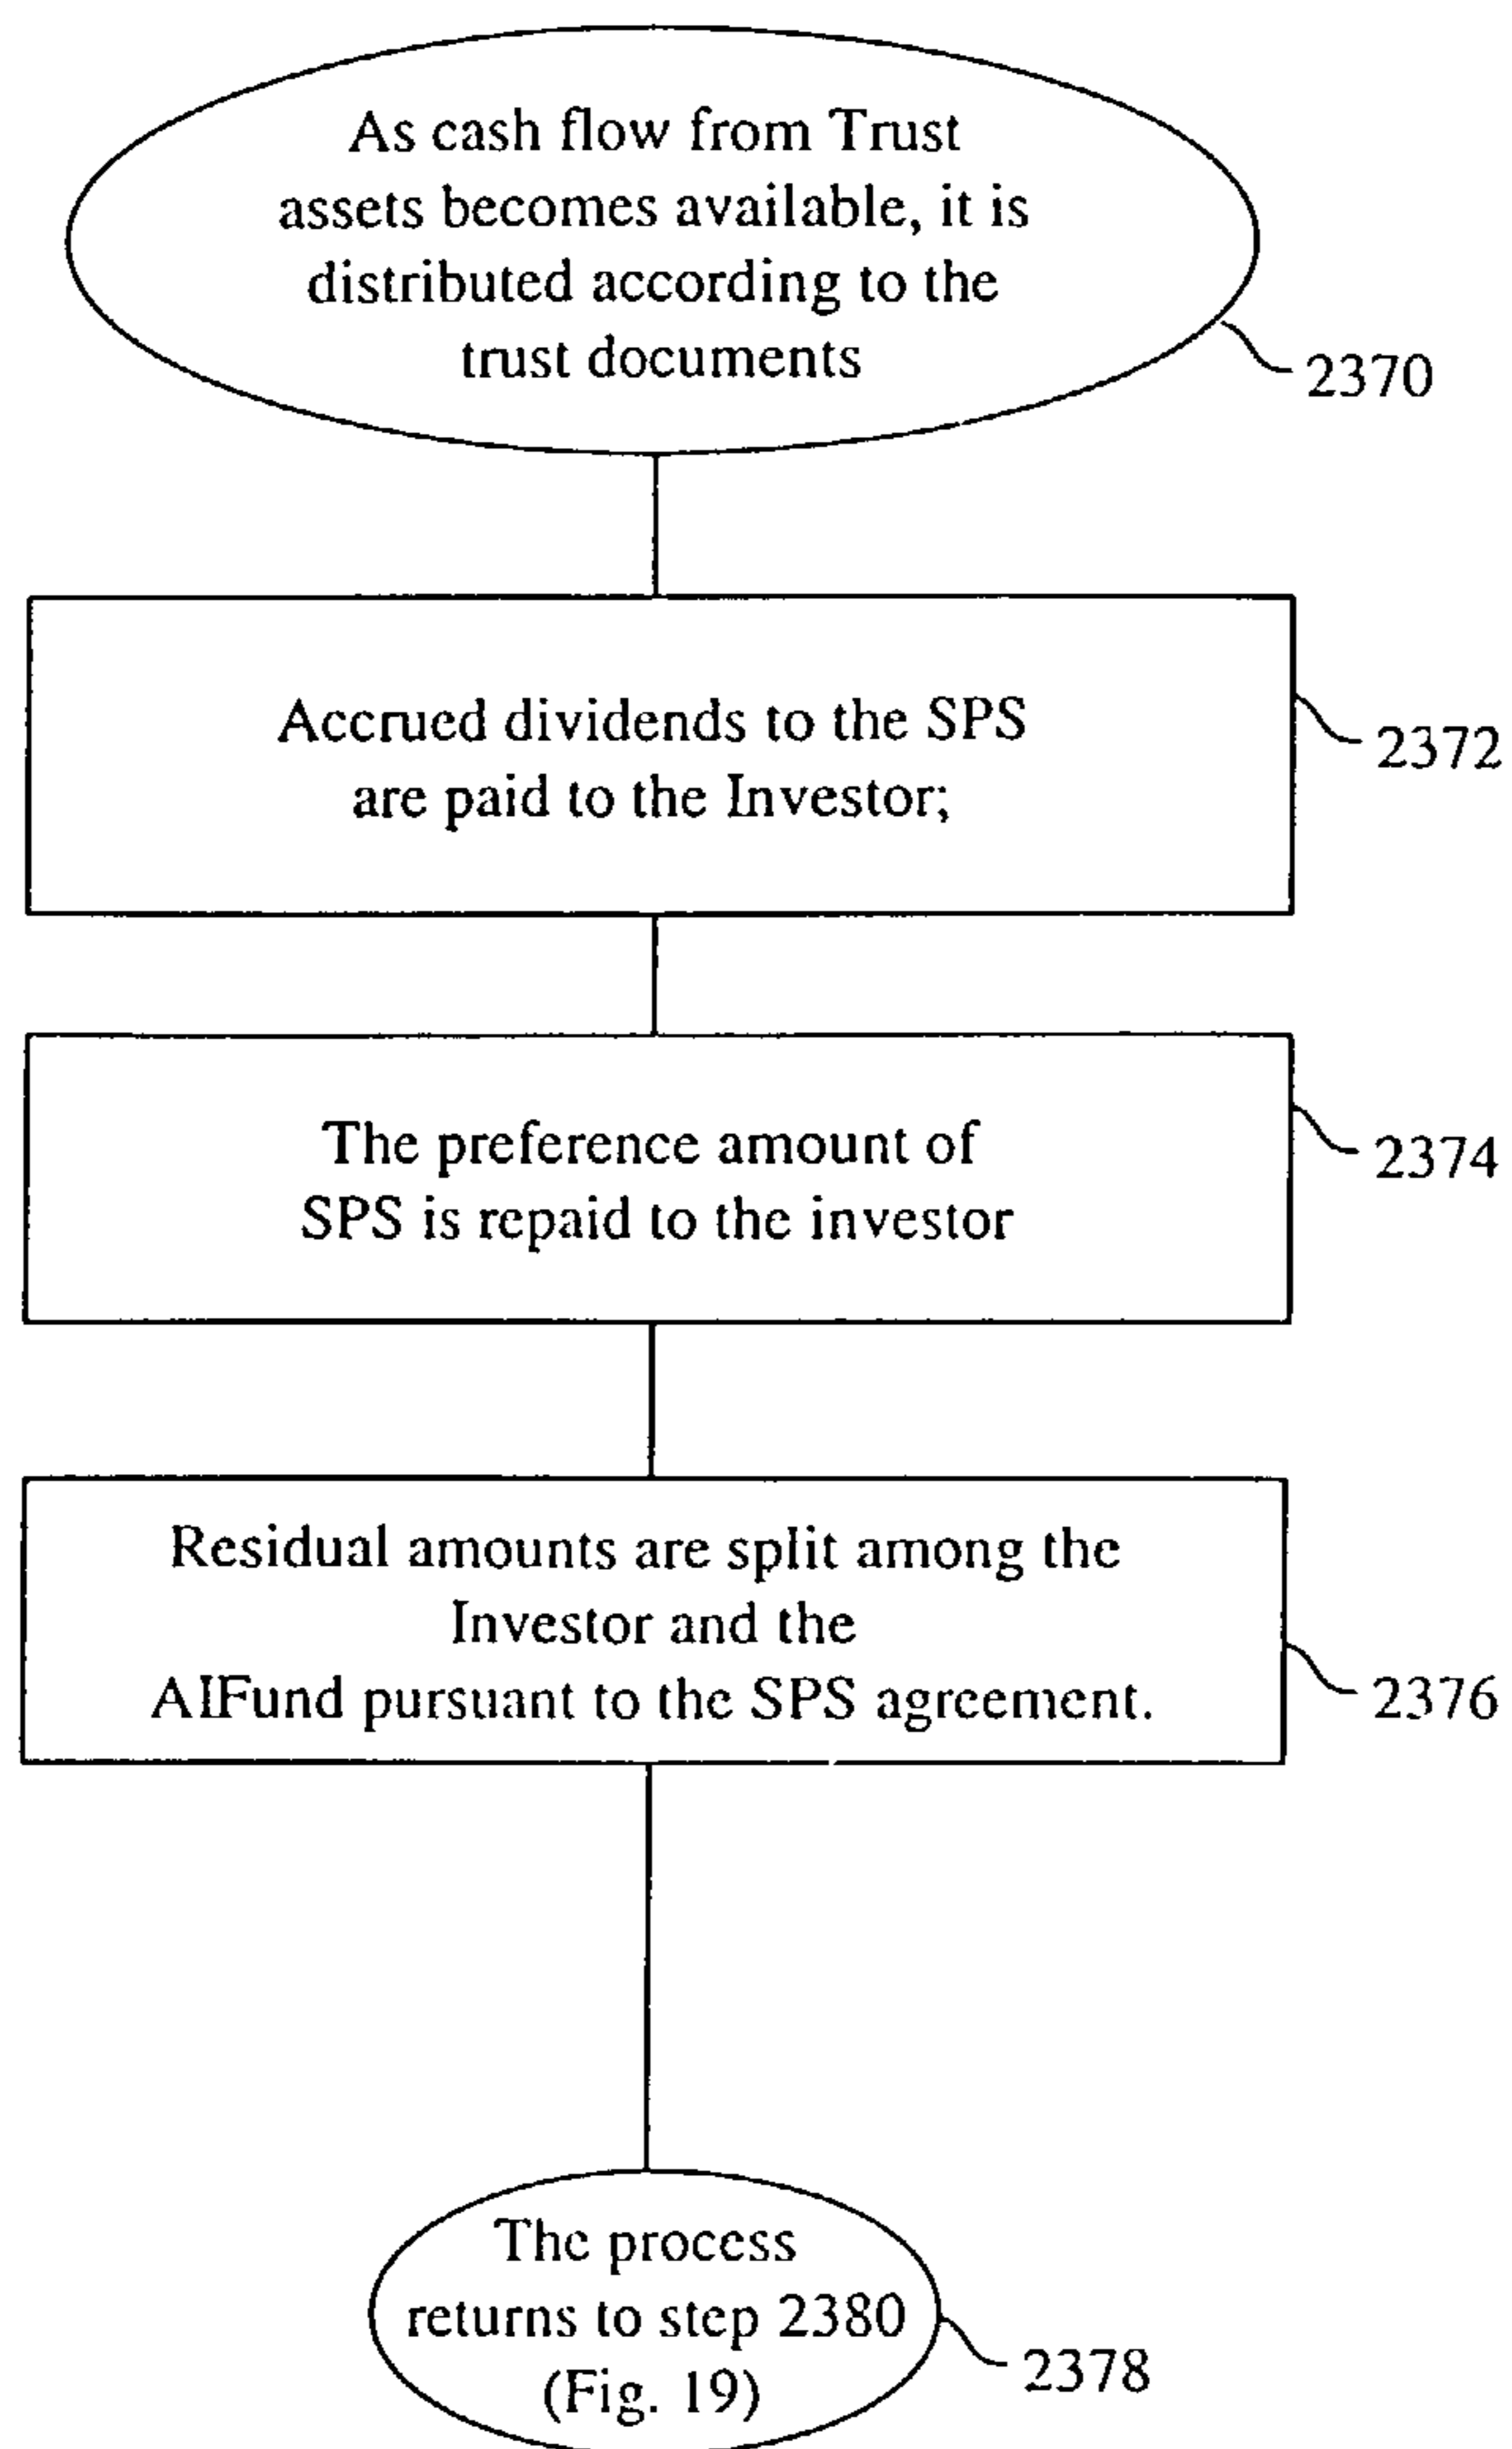 As cash flow from Trust
assets becomes available, it is
distributed according to the
trust documents
2370
Accrued dividends to the SPS
are paid to the Investor;
2372
The preference amount of
SPS is repaid to the investor
2374
Residual amounts are split among the
Investor and the
AIFund pursuant to the SPS agreement.
2376
The process
returns to step 2380
(Fig. 19)
2378